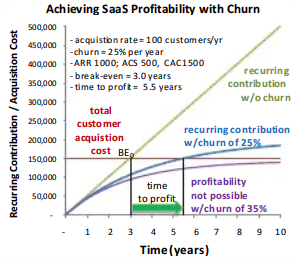 Achieving SaaS Profitability with Churn
Recurring Contribution / Acquisition Cost
500,000
450,000
400,000
350,000
300,000
250,000
200,000
150,000
100,000
50,000
-
- acquistion rate = 100 customers/yr
- churn = 25% per year
- ARR 1000; ACS 500, CAC1500
- break-even = 3.0 years
- time to profit = 5.5 years
recurring
contribution
w/o churn
total
customer
acquistion
cost
BE
recurring contribution
w/churn of 25%
time
to profit
profitability
not possible
w/churn of 35%
- 1 2 3 4 5 6 7 8 9 10
Time (years)